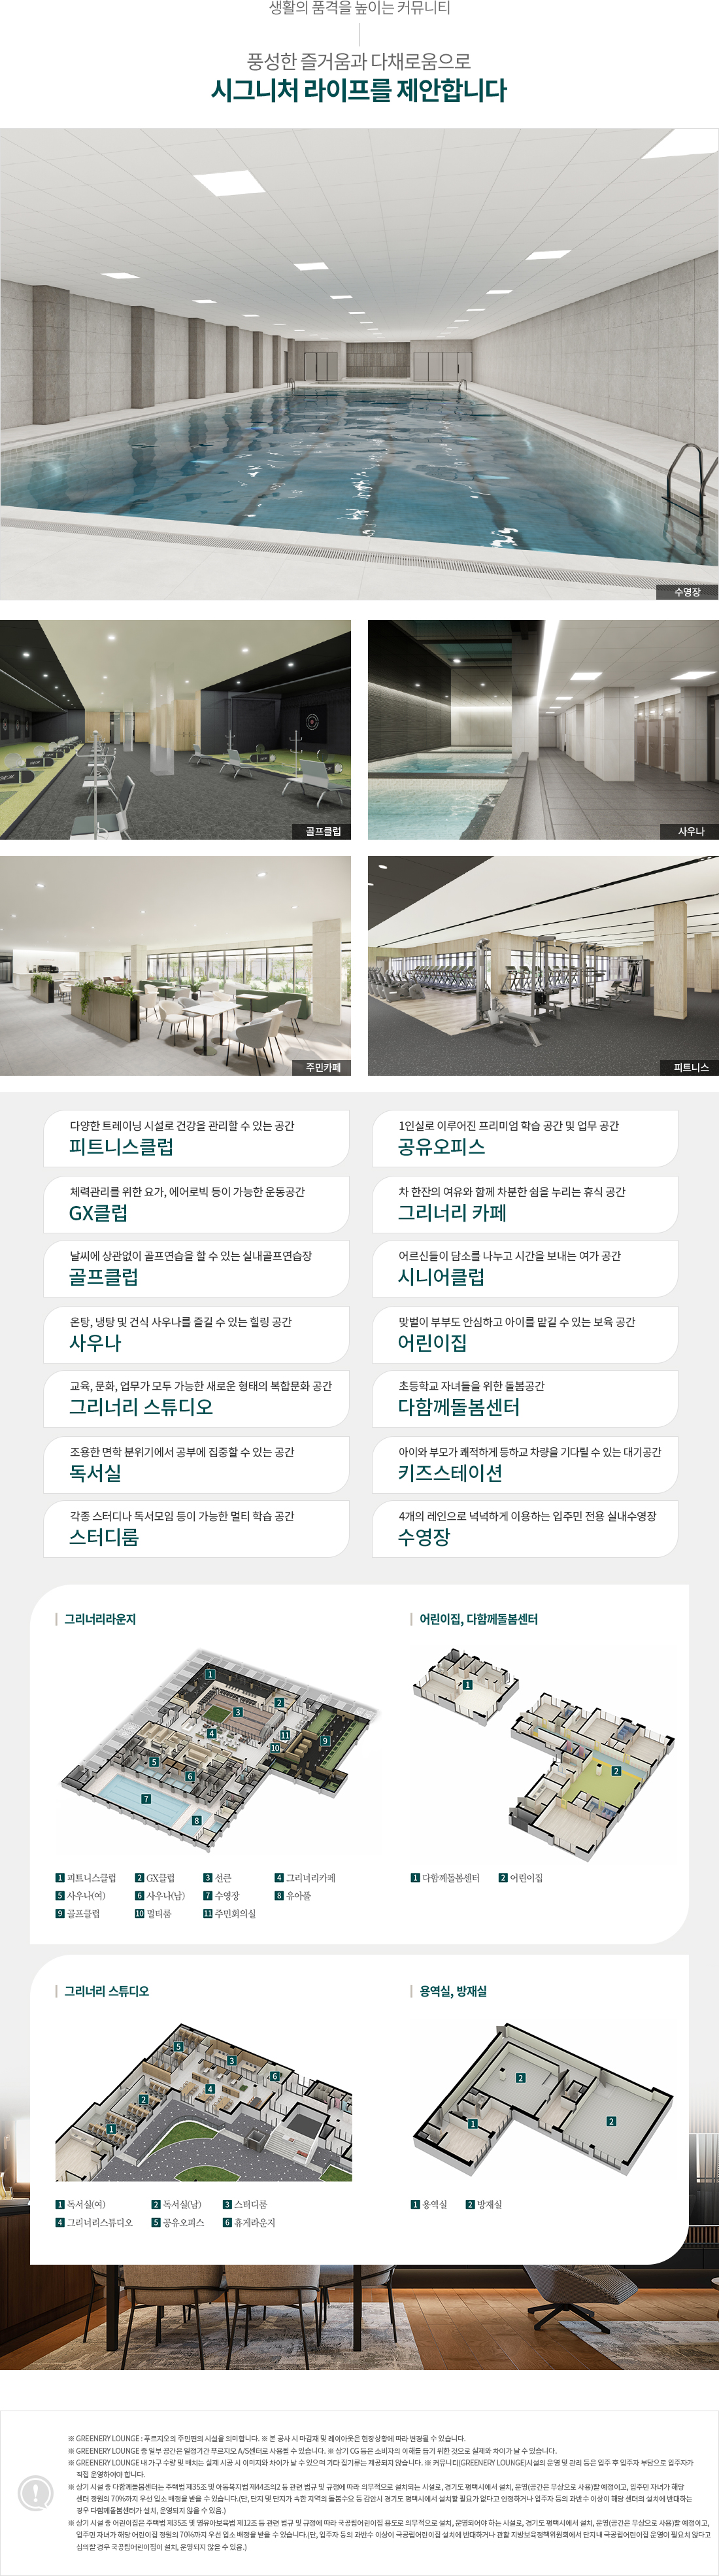 생활의 품격을 높이는 커뮤니티
풍성한 즐거움과 다채로움으로
시그니처 라이프를 제안합니다
수영장
골프클럽
사우나
주민카페
피트니스
다양한 트레이닝 시설로 건강을 관리할 수 있는 공간
피트니스클럽
1인실로 이루어진 프리미엄 학습 공간 및 업무 공간
공유오피스
체력관리를 위한 요가, 에어로빅 등이 가능한 운동공간
GX클럽
차 한잔의 여유와 함께 차분한 쉼을 누리는 휴식 공간
그리너리 카페
날씨에 상관없이 골프연습을 할 수 있는 실내골프연습장
골프클럽
어르신들이 담소를 나누고 시간을 보내는 여가 공간
시니어클럽
온탕, 냉탕 및 건식 사우나를 즐길 수 있는 힐링 공간
사우나
맞벌이 부부도 안심하고 아이를 맡길 수 있는 보육 공간
어린이집
교육, 문화, 업무가 모두 가능한 새로운 형태의 복합문화 공간
그리너리 스튜디오
초등학교 자녀들을 위한 돌봄공간
다함께돌봄센터
조용한 면학 분위기에서 공부에 집중할 수 있는 공간
독서실
아이와 부모가 쾌적하게 등하교 차량을 기다릴 수 있는 대기공간
키즈스테이션
각종 스터디나 독서모임 등이 가능한 멀티 학습 공간
스터디룸
4개의 레인으로 넉넉하게 이용하는 입주민 전용 실내수영장
수영장
그리너리라운지
1
2
3
4
11
9
10
5
6
7
8
1 피트니스클럽 2 GX클럽 3 선큰 4 그리너리카페
5 사우나(여) 6 사우나(남) 7 수영장 8 유아풀
9 골프클럽 10 멀티룸 11 주민회의실
어린이집, 다함께돌봄센터
1
2
1 다함께돌봄센터 2 어린이집
그리너리 스튜디오
5
3
6
4
2
1
1 독서실(여) 2 독서실(남) 3 스터디룸
4 그리너리스튜디오 5 공유오피스 6 휴게라운지
용역실, 방재실
2
1
2
1 용역실 2 방재실
※ GREENERY LOUNGE : 푸르지오의 주민편의 시설을 의미합니다. ※ 본 공사 시 마감재 및 레이아웃은 현장상황에 따라 변경될 수 있습니다.
※ GREENERY LOUNGE 중 일부 공간은 일정기간 푸르지오 A/S센터로 사용될 수 있습니다. ※ 상기 CG 등은 소비자의 이해를 돕기 위한 것으로 실제와 차이가 날 수 있습니다.
※ GREENERY LOUNGE 내 가구 수량 및 배치는 실제 시공 시 이미지와 차이가 날 수 있으며 기타 집기류는 제공되지 않습니다. ※ 커뮤니티(GREENERY LOUNGE)시설의 운영 및 관리 등은 입주 후 입주자 부담으로 입주자가
직접 운영하여야 합니다.
※ 상기 시설 중 다함께돌봄센터는 주택법 제35조 및 아동복지법 제44조의2 등 관련 법규 및 규정에 따라 의무적으로 설치되는 시설로, 경기도 평택시에서 설치, 운영(공간은 무상으로 사용)할 예정이고, 입주민 자녀가 해당
센터 정원의 70%까지 우선 입소 배정을 받을 수 있습니다.(단, 단지 및 단지가 속한 지역의 돌봄수요 등 감안시 경기도 평택시에서 설치할 필요가 없다고 인정하거나 입주자 등의 과반수 이상이 해당 센터의 설치에 반대하는
경우 다함께돌봄센터가 설치, 운영되지 않을 수 있음.)
※ 상기 시설 중 어린이집은 주택법 제35조 및 영유아보육법 제12조 등 관련 법규 및 규정에 따라 국공립어린이집 용도로 의무적으로 설치, 운영되어야 하는 시설로, 경기도 평택시에서 설치, 운영(공간은 무상으로 사용)할 예정이고,
입주민 자녀가 해당 어린이집 정원의 70%까지 우선 입소 배정을 받을 수 있습니다.(단, 입주자 등의 과반수 이상이 국공립어린이집 설치에 반대하거나 관할 지방보육정책위원회에서 단지내 국공립어린이집 운영이 필요치 않다고
심의할 경우 국공립어린이집이 설치, 운영되지 않을 수 있음.)